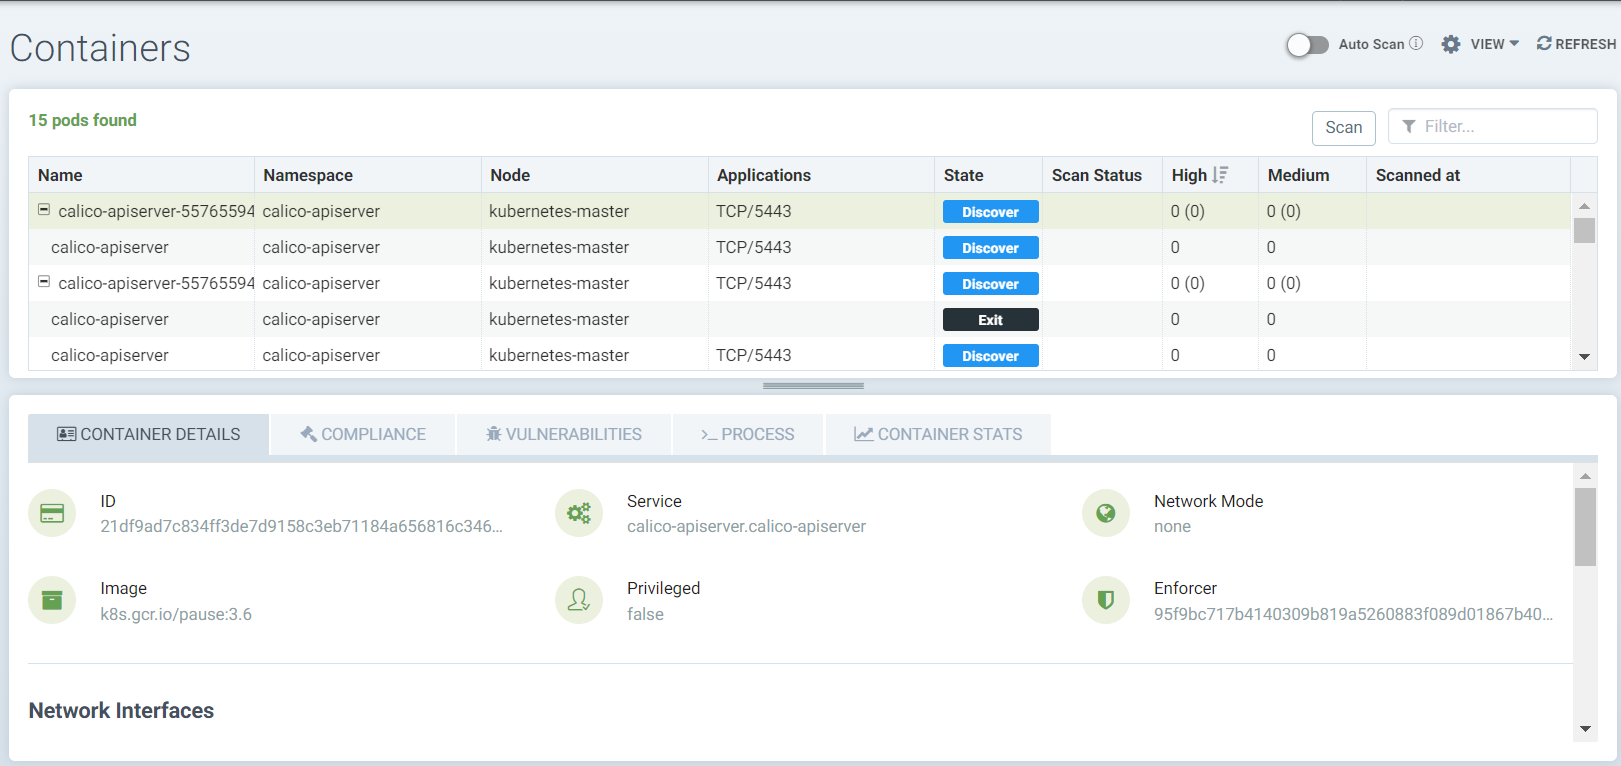 Containers
Auto Scan VIEW REFRESH
15 pods found
Scan Filter...
Name Namespace Node Applications State Scan Status High Medium Scanned at
calico-apiserver-55765594 calico-apiserver kubernetes-master TCP/5443 Discover 0 (0) 0 (0)
calico-apiserver calico-apiserver kubernetes-master TCP/5443 Discover 0 0
calico-apiserver-55765594 calico-apiserver kubernetes-master TCP/5443 Discover 0 (0) 0 (0)
calico-apiserver calico-apiserver kubernetes-master Exit 0 0
calico-apiserver calico-apiserver kubernetes-master TCP/5443 Discover 0 0
CONTAINER DETAILS COMPLIANCE VULNERABILITIES PROCESS CONTAINER STATS
ID Service Network Mode
21df9ad7c834ff3de7d9158c3eb71184a656816c346... calico-apiserver.calico-apiserver none
Image Privileged Enforcer
k8s.gcr.io/pause:3.6 false 95f9bc717b4140309b819a5260883f089d01867b40...
Network Interfaces